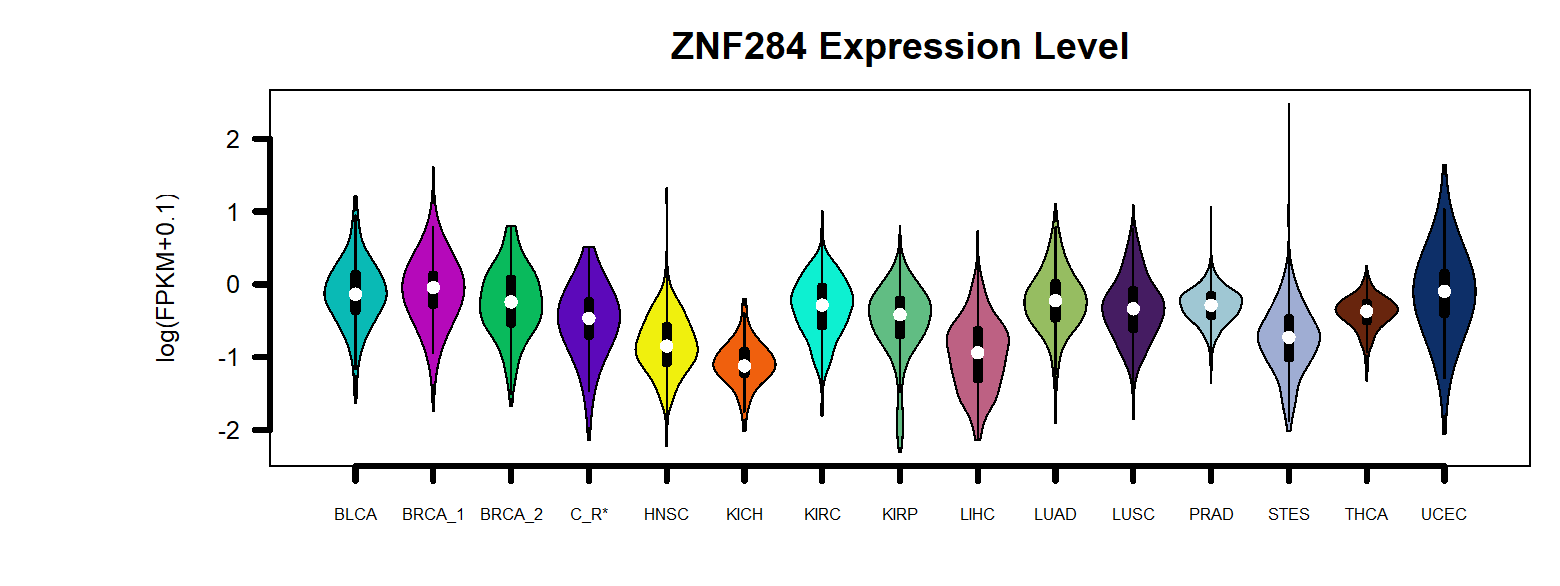 ZNF284 Expression Level
log(FPKM+0.1)
2
1
0
-1
-2
BLCA BRCA_1 BRCA_2 C_R* HNSC KICH KIRC KIRP LIHC LUAD LUSC PRAD STES THCA UCEC